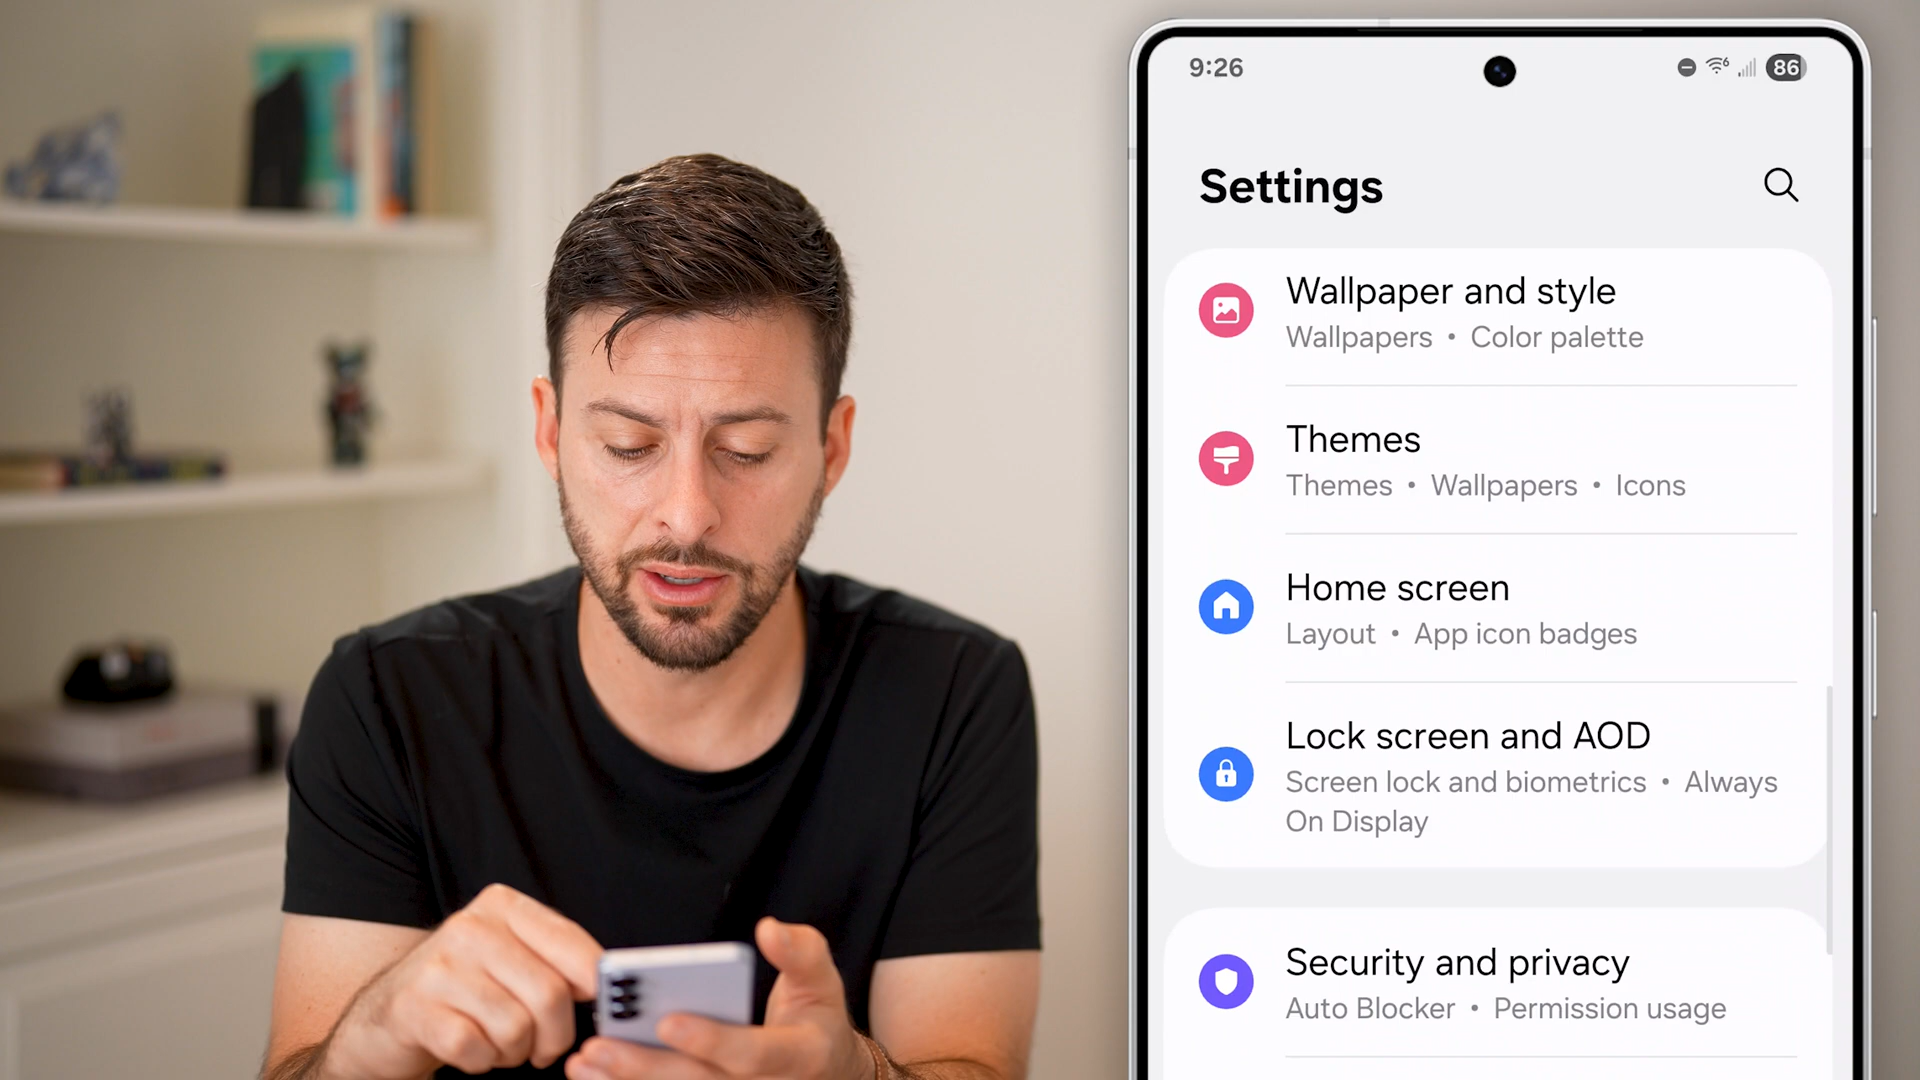 9:26
6
86
Settings
Wallpaper and style
Wallpapers • Color palette
Themes
Themes • Wallpapers • Icons
Home screen
Layout • App icon badges
Lock screen and AOD
Screen lock and biometrics • Always
On Display
Security and privacy
Auto Blocker • Permission usage